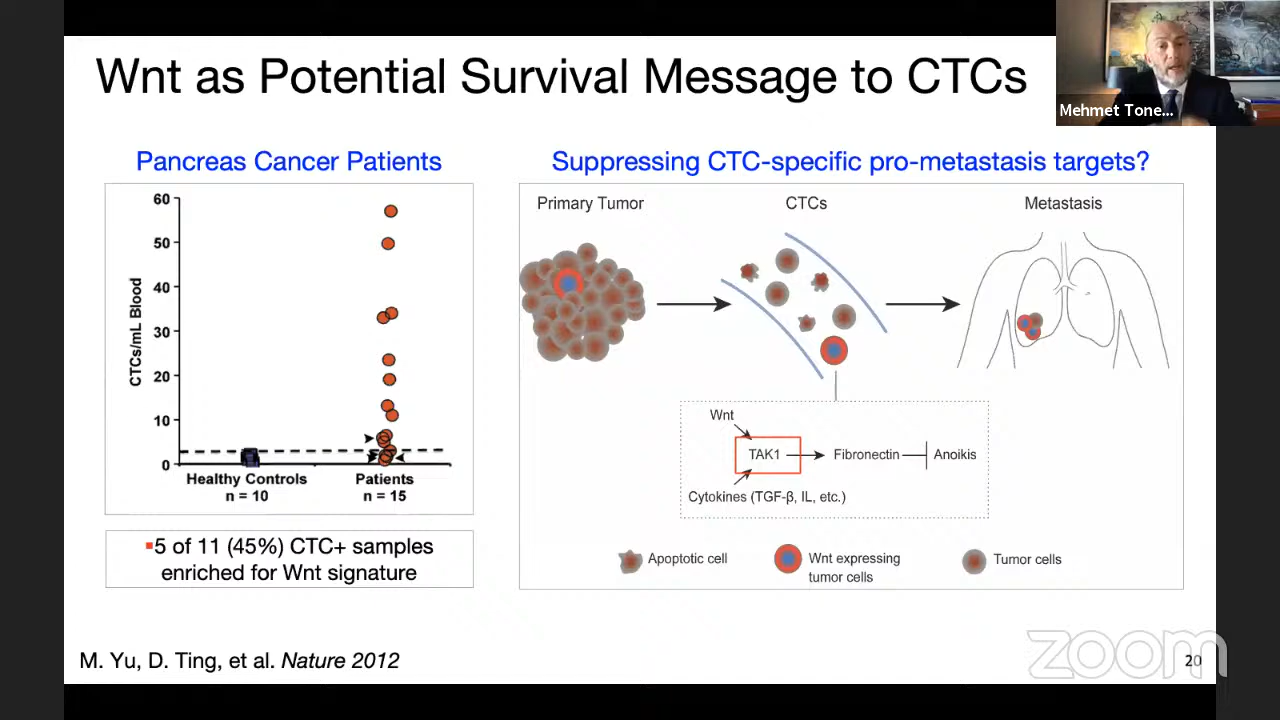 Wnt as Potential Survival Message to CTCs
Mehmet Tone...
Pancreas Cancer Patients
CTCs/mL Blood
60
50
40
30
20
10
0
Healthy Controls
n = 10
Patients
n = 15
5 of 11 (45%) CTC+ samples
enriched for Wnt signature
Suppressing CTC-specific pro-metastasis targets?
Primary Tumor
CTCs
Metastasis
Wnt
TAK1
Fibronectin
Anoikis
Cytokines (TGF-β, IL, etc.)
Apoptotic cell
Wnt expressing
tumor cells
Tumor cells
M. Yu, D. Ting, et al. Nature 2012
zoom
20